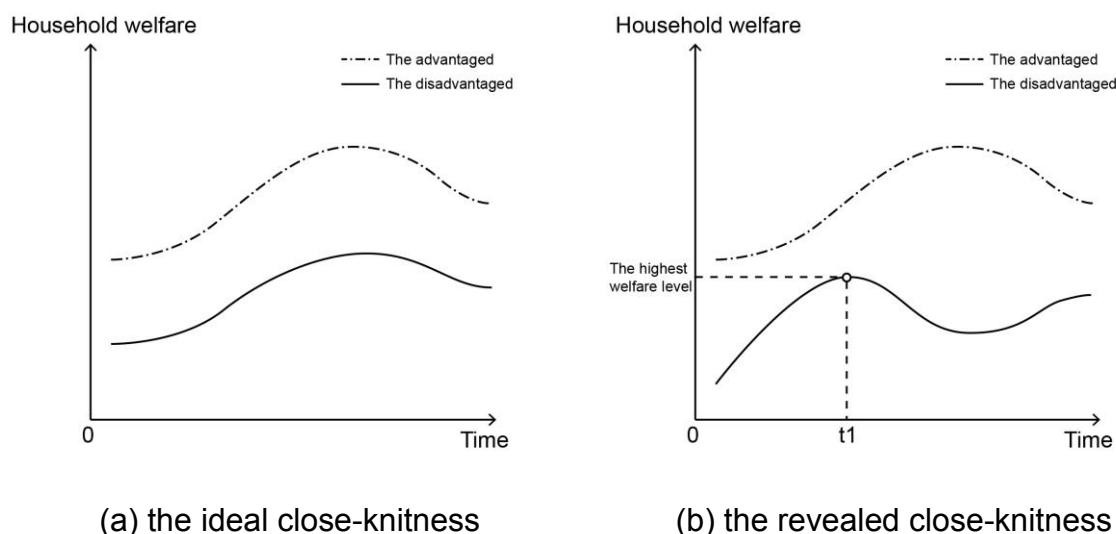 Household welfare
The advantaged
The disadvantaged
0
Time
(a) the ideal close-knitness
Household welfare
The advantaged
The disadvantaged
The highest
welfare level
0
t1
Time
(b) the revealed close-knitness